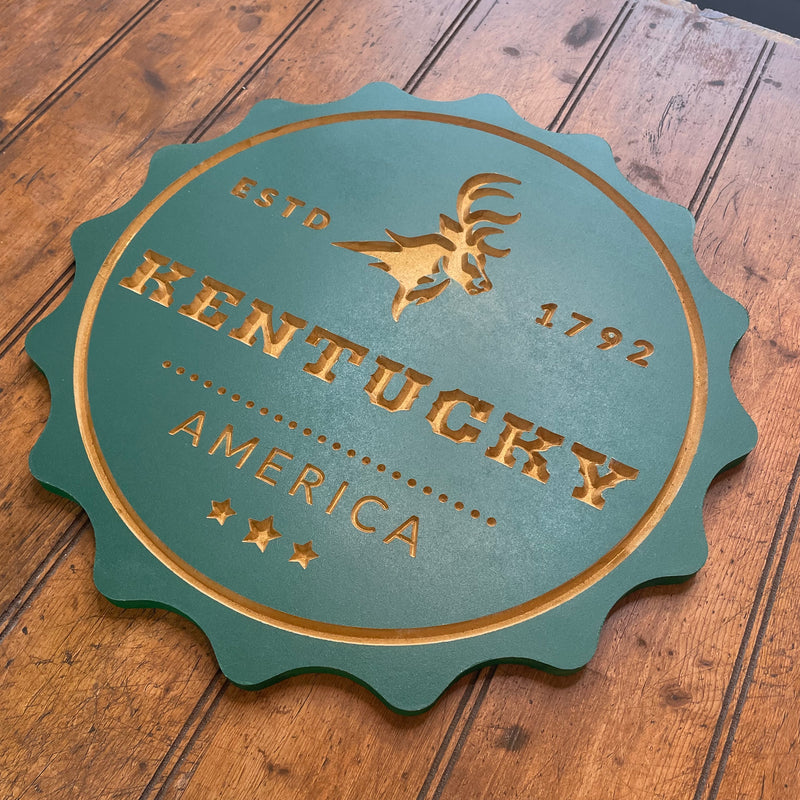 ESTD
1792
KENTUCKY
AMERICA